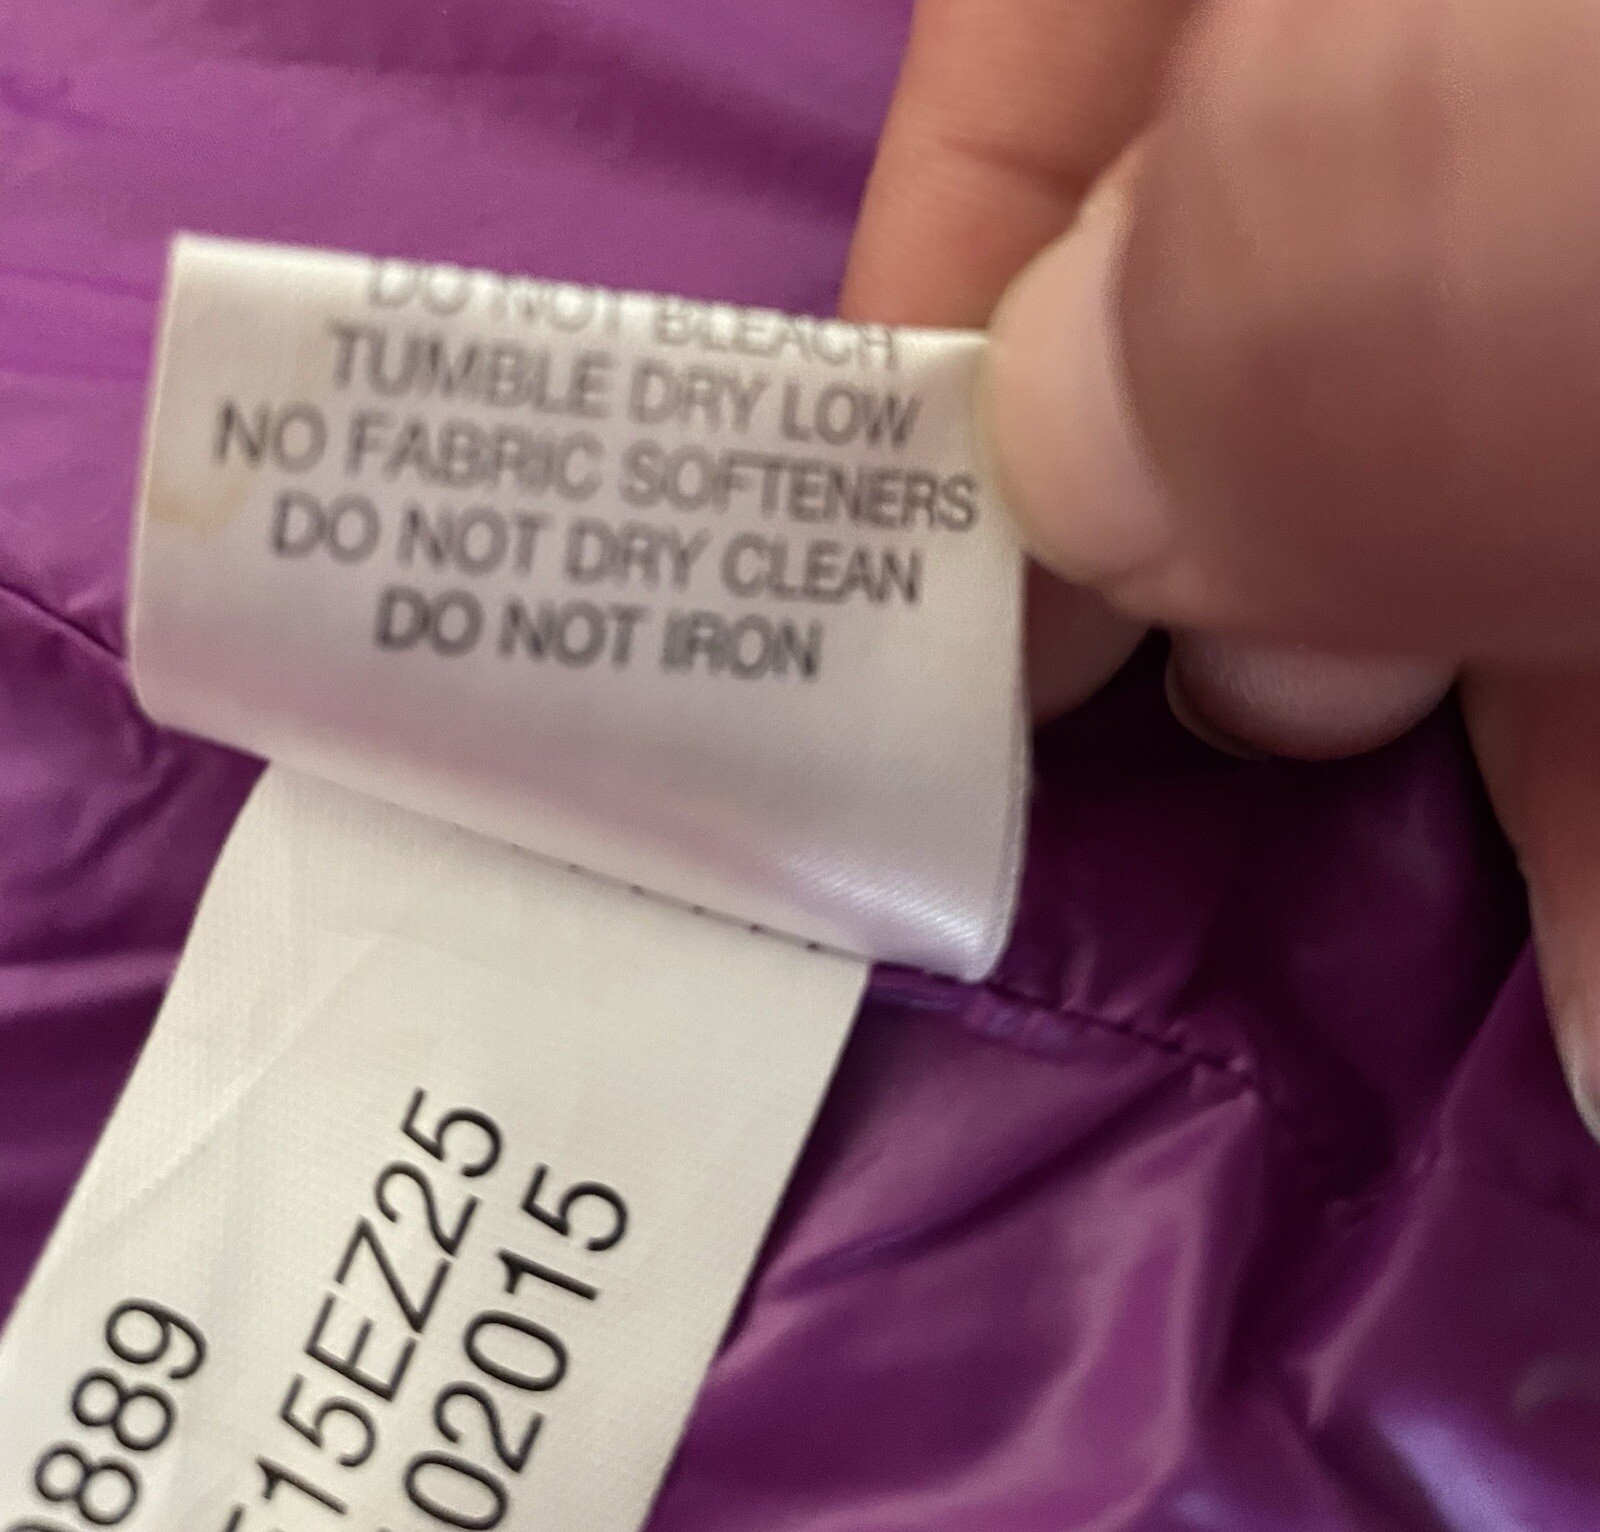 DO NOT BLEACH
TUMBLE DRY LOW
NO FABRIC SOFTENERS
DO NOT DRY CLEAN
DO NOT IRON
889
15EZ25
02015